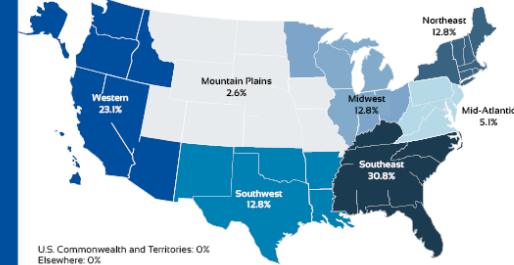 Northeast
12.8%
Mountain Plains
2.6%
Western
23.1%
Midwest
12.8%
Mid-Atlantic
5.1%
Southeast
30.8%
Southwest
12.8%
U.S. Commonwealth and Territories: 0%
Elsewhere: 0%